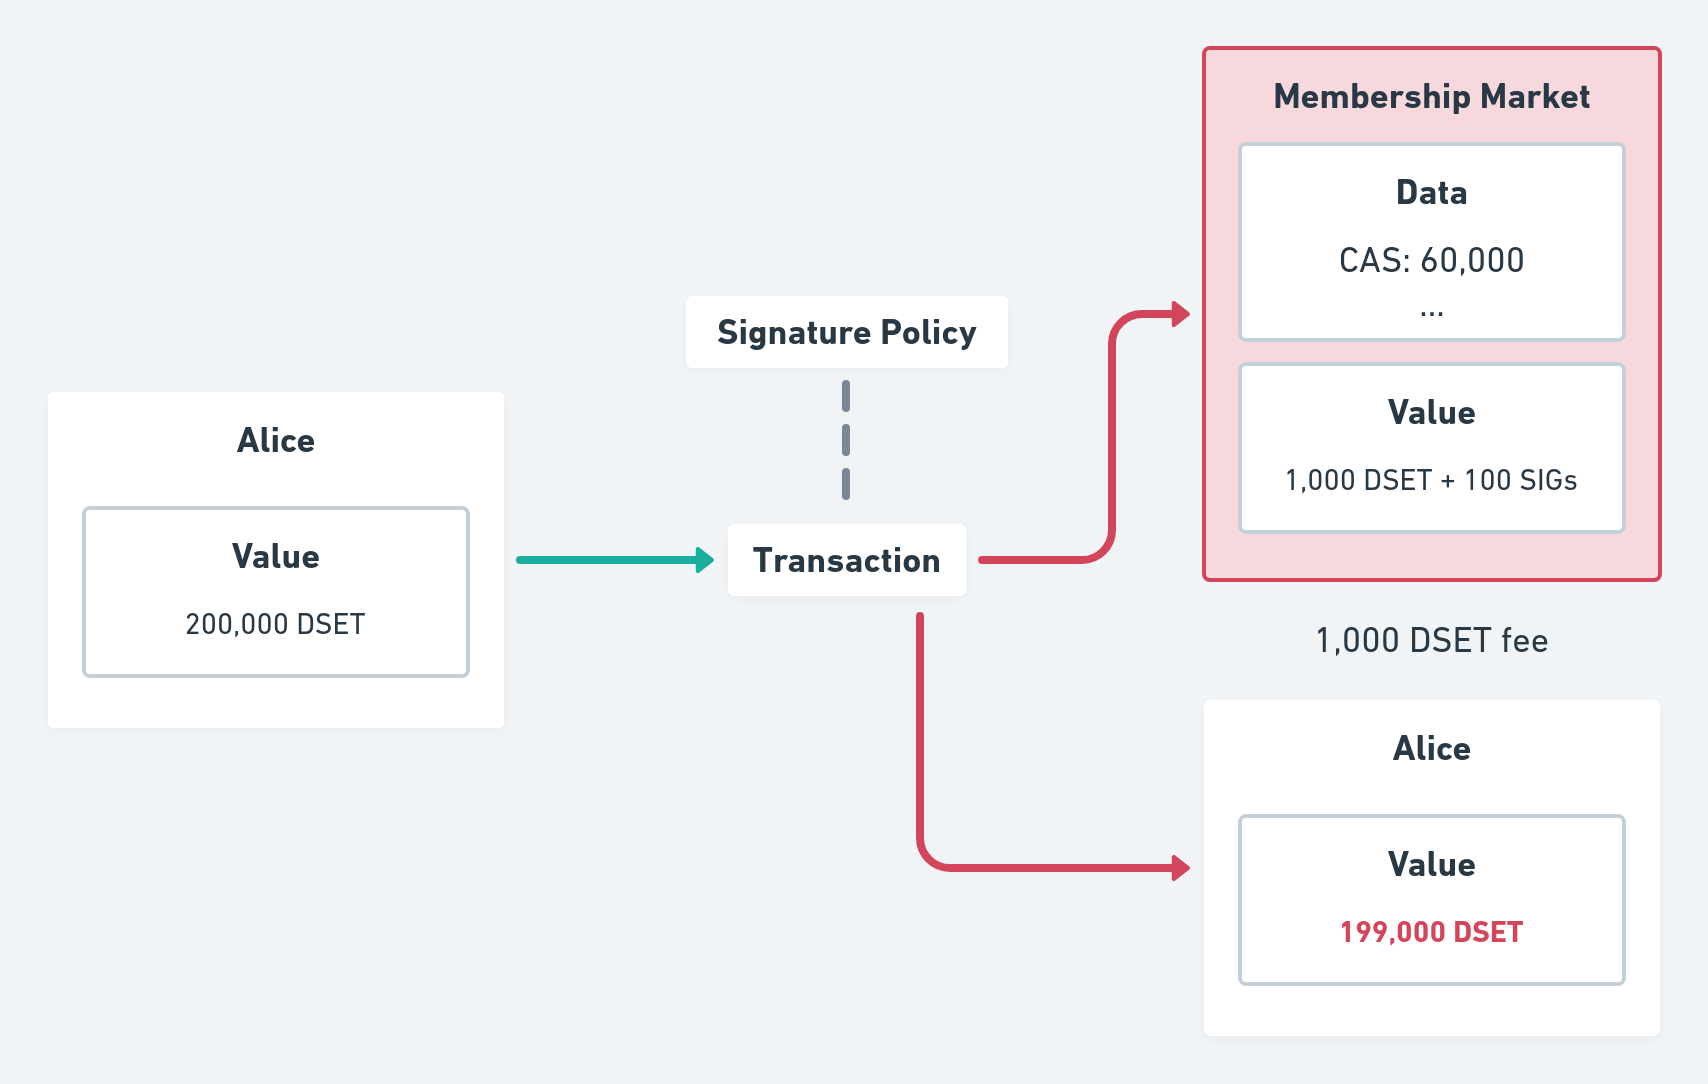 Alice
Value
200,000 DSET
Signature Policy
Transaction
Membership Market
Data
CAS: 60,000
...
Value
1,000 DSET + 100 SIGs
1,000 DSET fee
Alice
Value
199,000 DSET